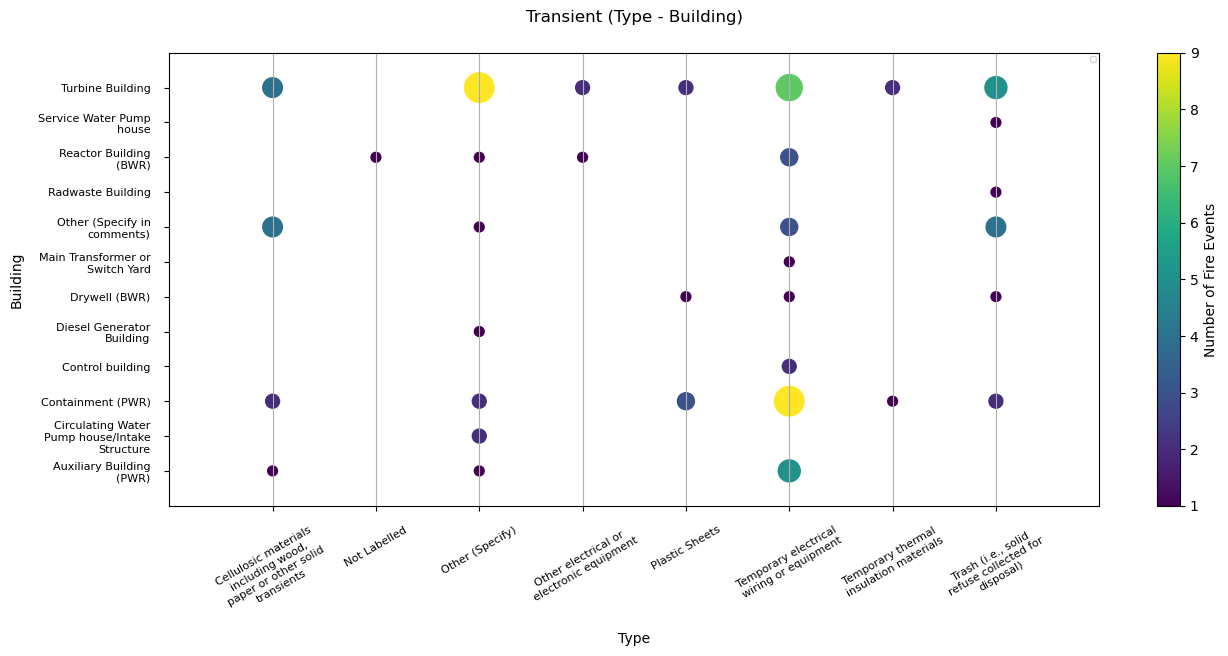 Transient (Type - Building)
Turbine Building
Service Water Pump
house
Reactor Building
(BWR)
Radwaste Building
Other (Specify in
comments)
Main Transformer or
Switch Yard
Drywell (BWR)
Diesel Generator
Building
Control building
Containment (PWR)
Circulating Water
Pump house/Intake
Structure
Auxiliary Building
(PWR)
Building
Cellulosic materials
including wood,
paper or other solid
transients
Not Labelled
Other (Specify)
Other electrical or
electronic equipment
Plastic Sheets
Temporary electrical
wiring or equipment
Temporary thermal
insulation materials
Trash (i.e., solid
refuse collected for
disposal)
Type
9
8
7
6
5
4
3
2
1
Number of Fire Events